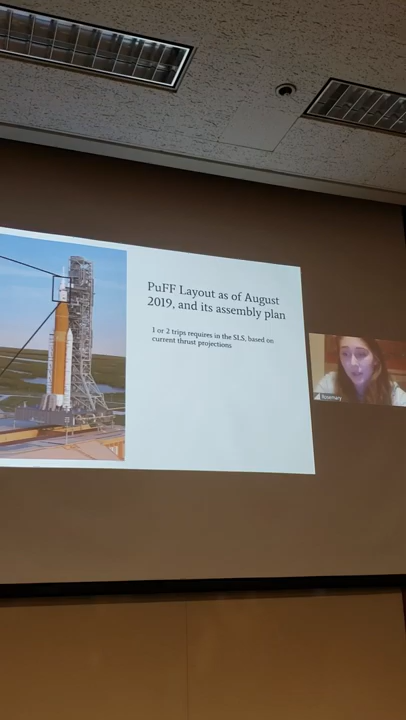 PuFF Layout as of August
2019, and its assembly plan
1 or 2 trips requires in the SLS, based on
current thrust projections
Rosemary